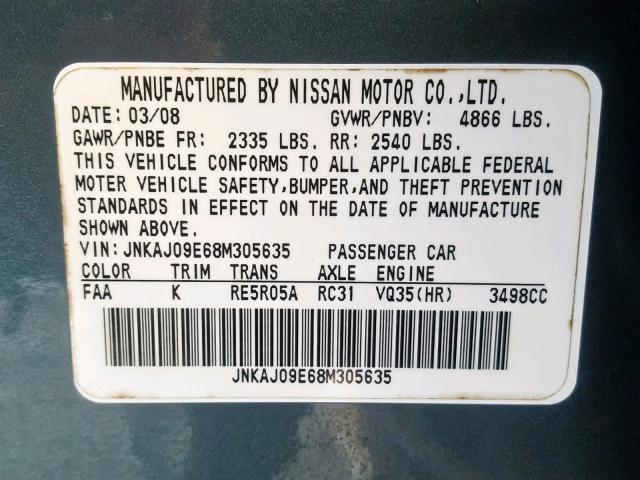 MANUFACTURED BY NISSAN MOTOR CO.,LTD.
DATE: 03/08 GVWR/PNBV: 4866 LBS.
GAWR/PNBE FR: 2335 LBS. RR: 2540 LBS.
THIS VEHICLE CONFORMS TO ALL APPLICABLE FEDERAL
MOTER VEHICLE SAFETY,BUMPER,AND THEFT PREVENTION
STANDARDS IN EFFECT ON THE DATE OF MANUFACTURE
SHOWN ABOVE.
VIN: JNKAJ09E68M305635 PASSENGER CAR
COLOR TRIM TRANS AXLE ENGINE
FAA K RE5R05A RC31 VQ35(HR) 3498CC
JNKAJ09E68M305635